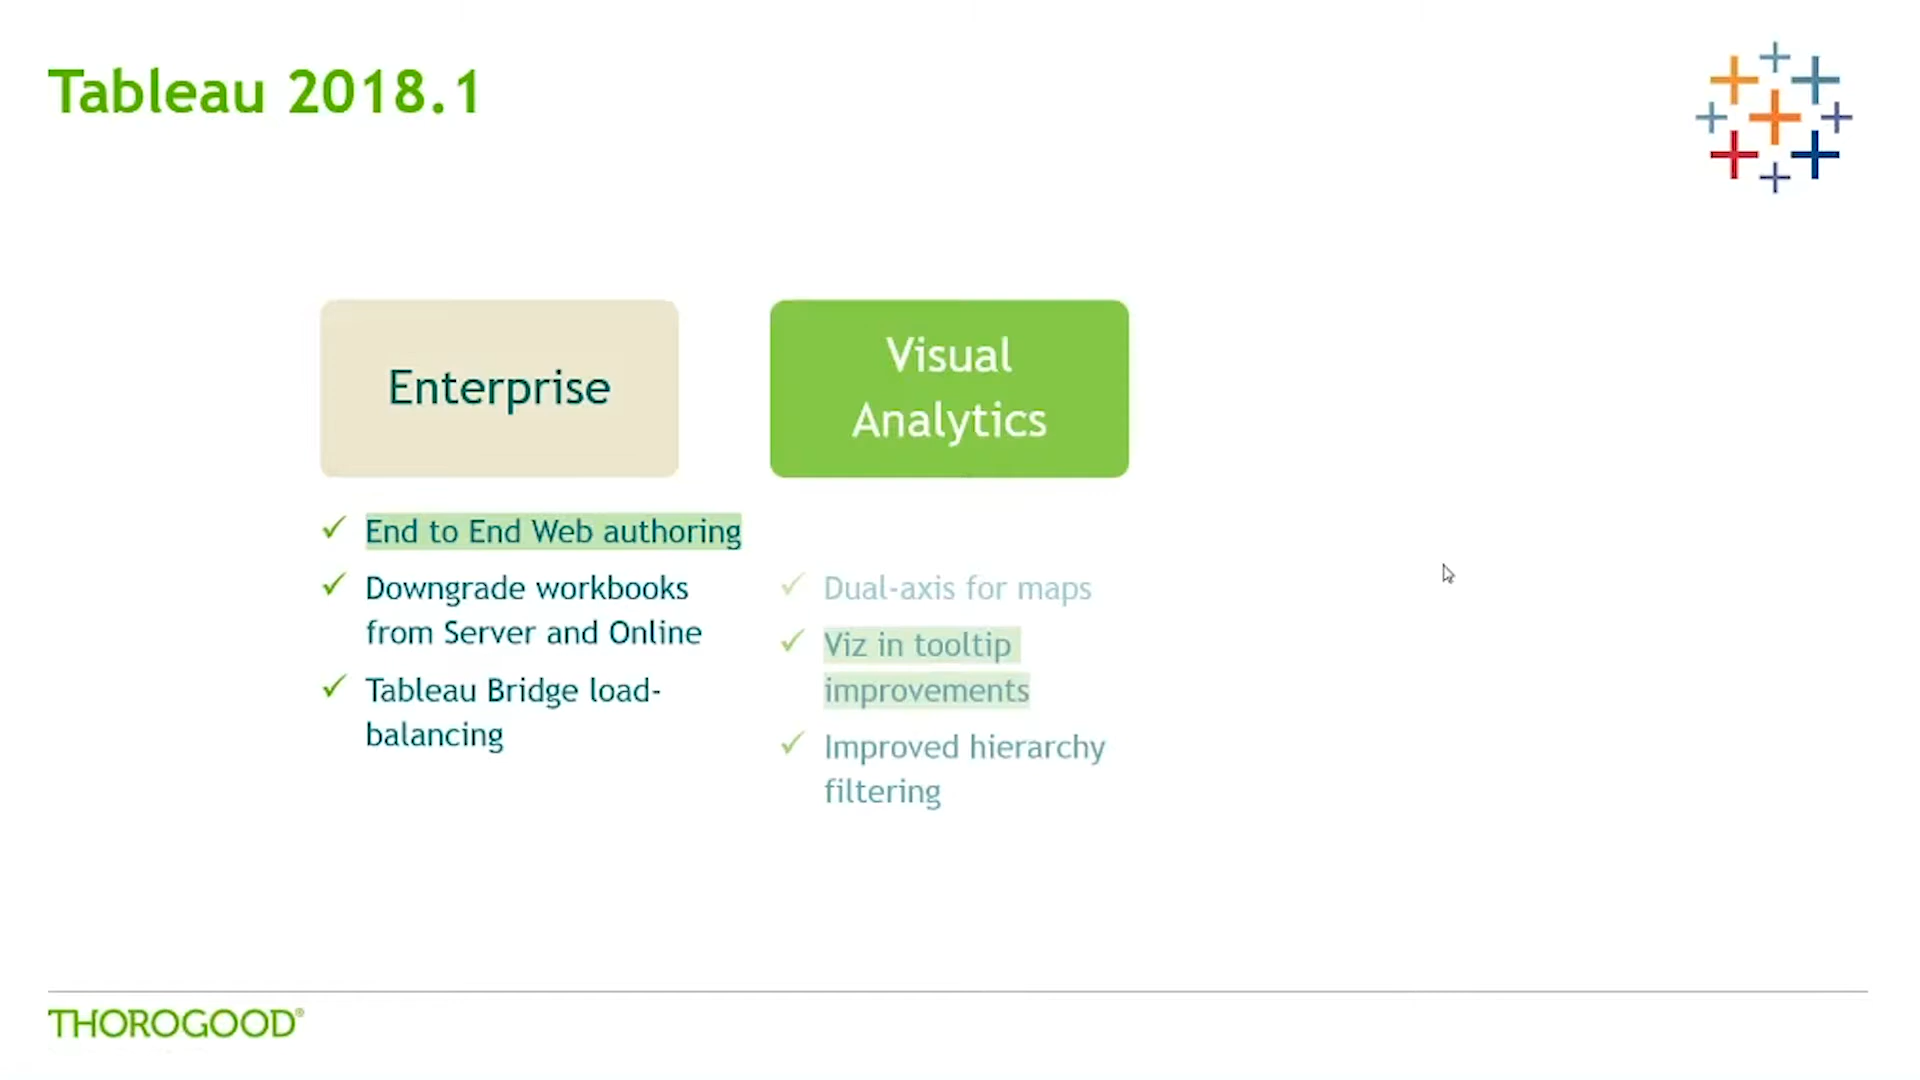 Tableau 2018.1
Enterprise
End to End Web authoring
Downgrade workbooks
from Server and Online
Tableau Bridge load-
balancing
Visual
Analytics
Dual-axis for maps
Viz in tooltip
improvements
Improved hierarchy
filtering
THOROGOOD®